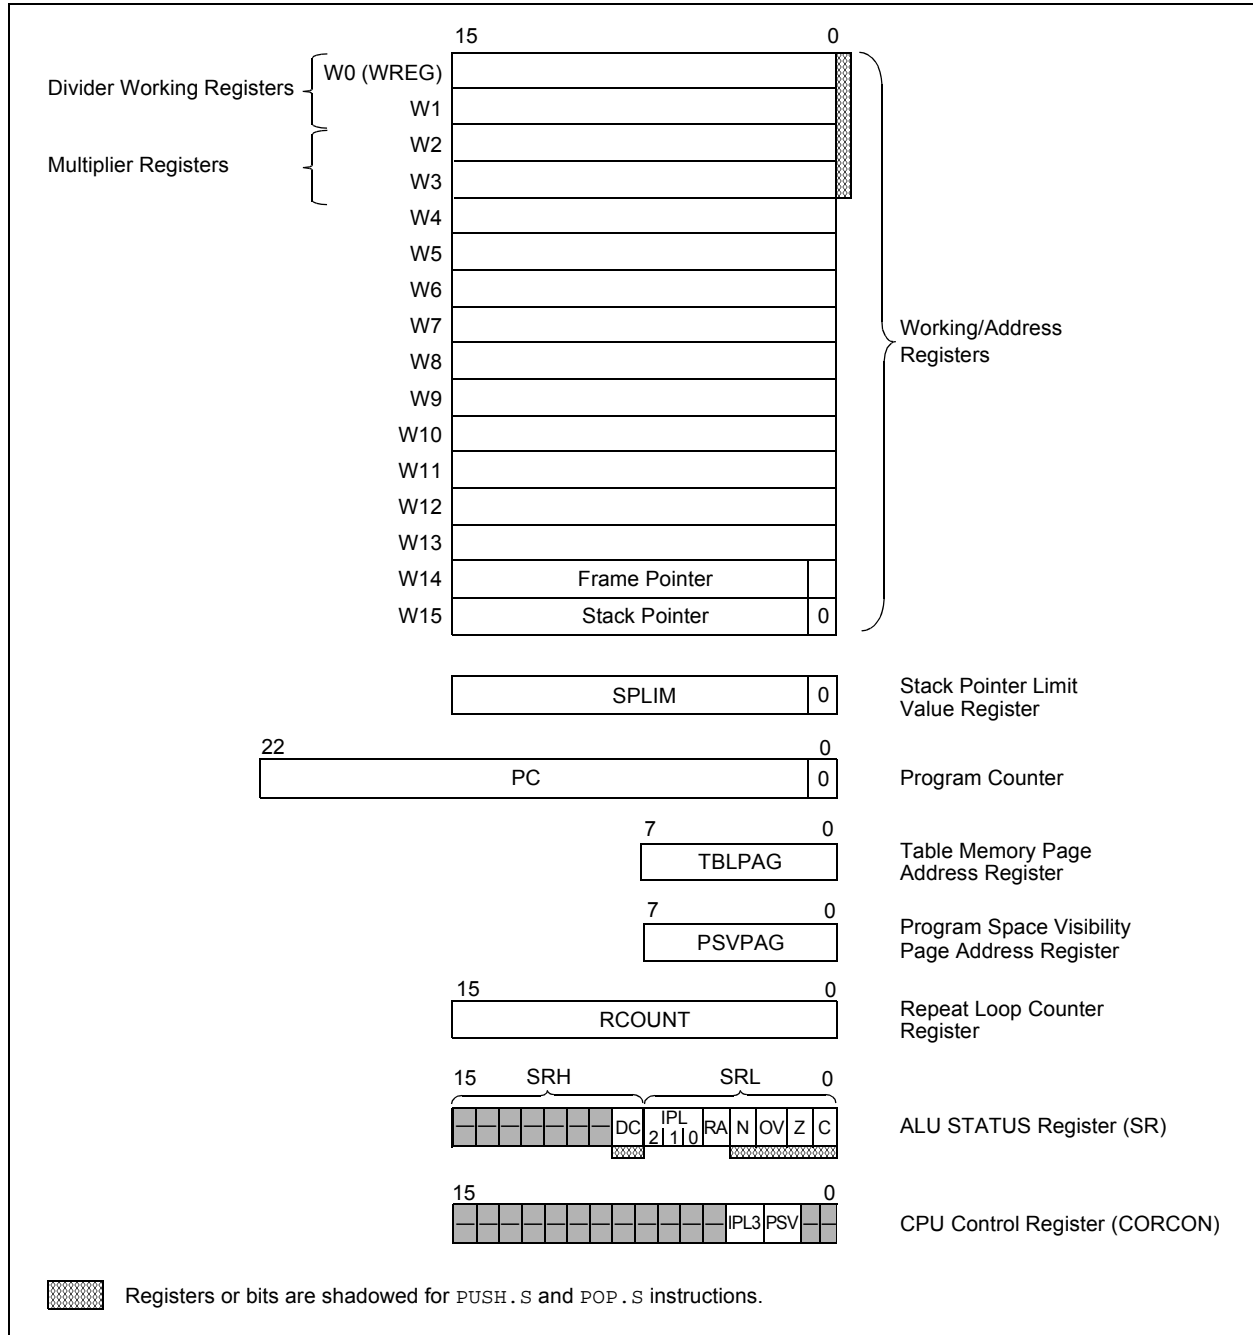 15 0
Divider Working Registers
W0 (WREG)
W1
Multiplier Registers
W2
W3
W4
W5
W6
W7
W8
W9
W10
W11
W12
W13
W14 Frame Pointer
W15 Stack Pointer 0
Working/Address
Registers
SPLIM 0
Stack Pointer Limit
Value Register
22 0
PC 0 Program Counter
7 0
TBLPAG
Table Memory Page
Address Register
7 0
PSVPAG
Program Space Visibility
Page Address Register
15 0
RCOUNT
Repeat Loop Counter
Register
15 SRH SRL 0
— — — — — — — DC IPL 2 1 0 RA N OV Z C
ALU STATUS Register (SR)
15 0
— — — — — — — — — — — — IPL3 PSV — —
CPU Control Register (CORCON)
Registers or bits are shadowed for PUSH.S and POP.S instructions.